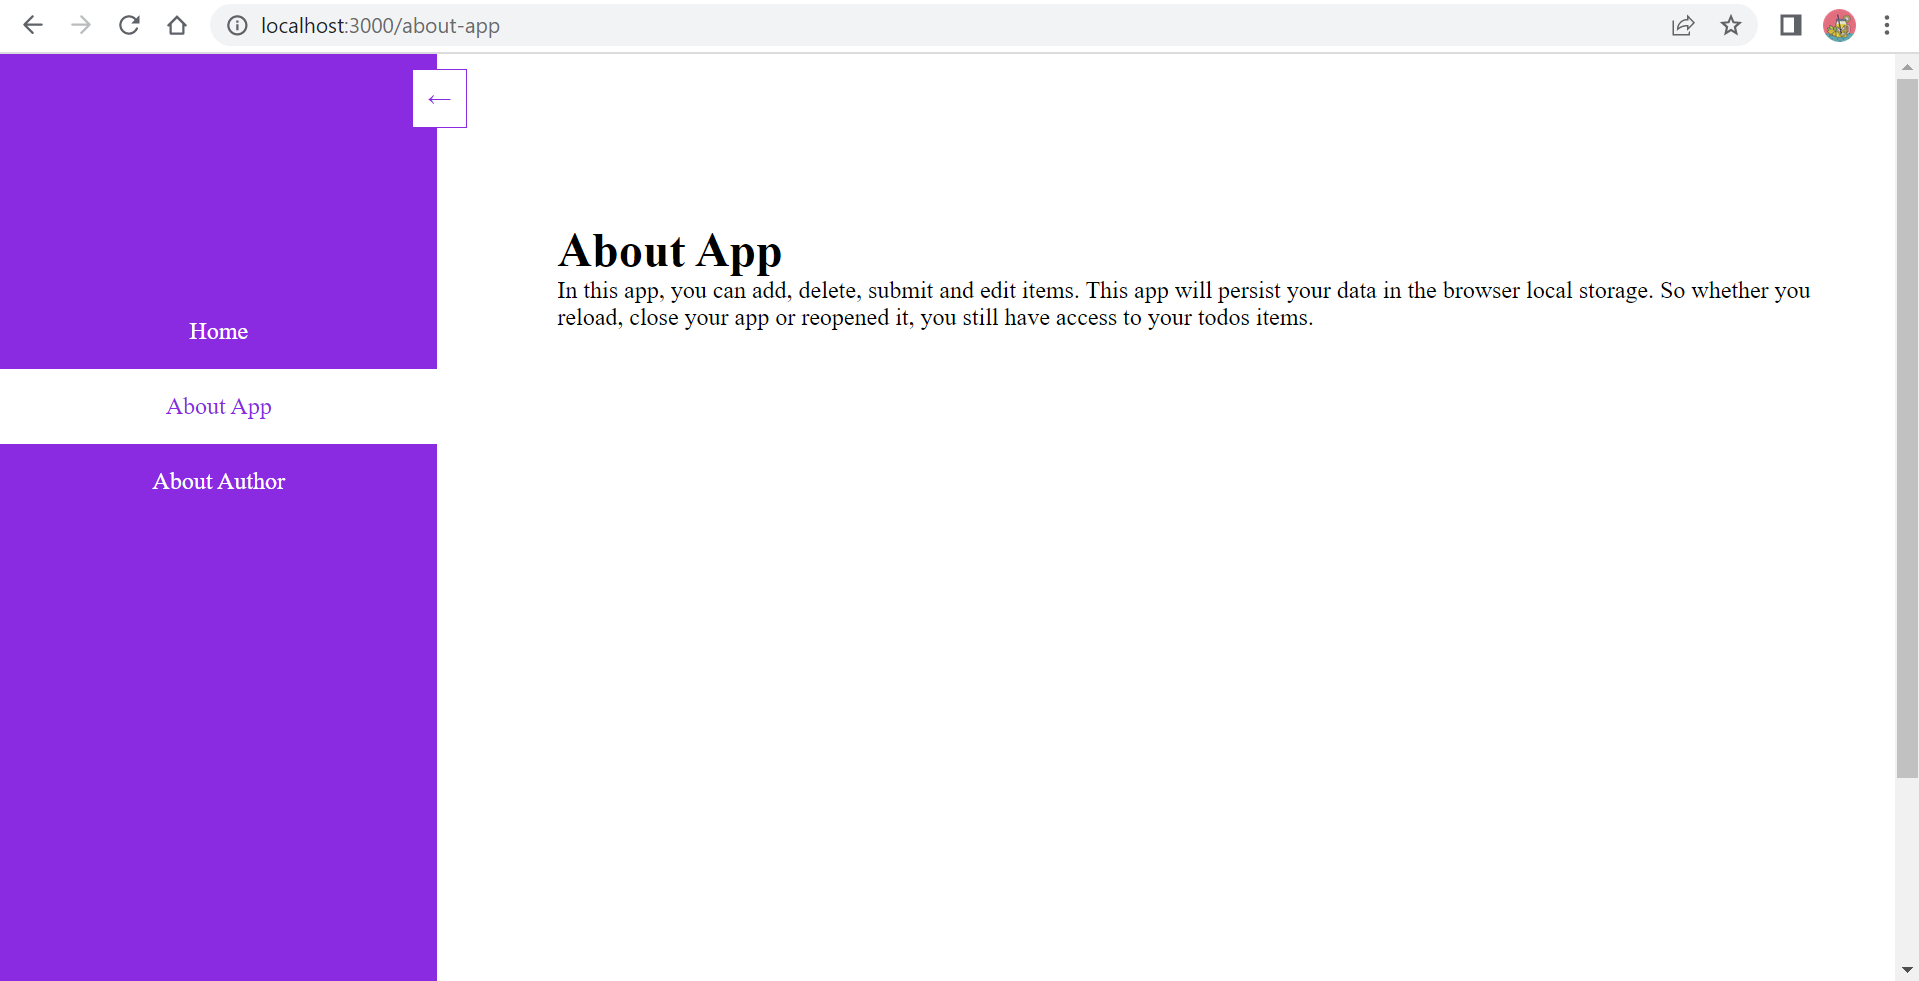 localhost:3000/about-app
←
Home
About App
About Author
About App
In this app, you can add, delete, submit and edit items. This app will persist your data in the browser local storage. So whether you
reload, close your app or reopened it, you still have access to your todos items.